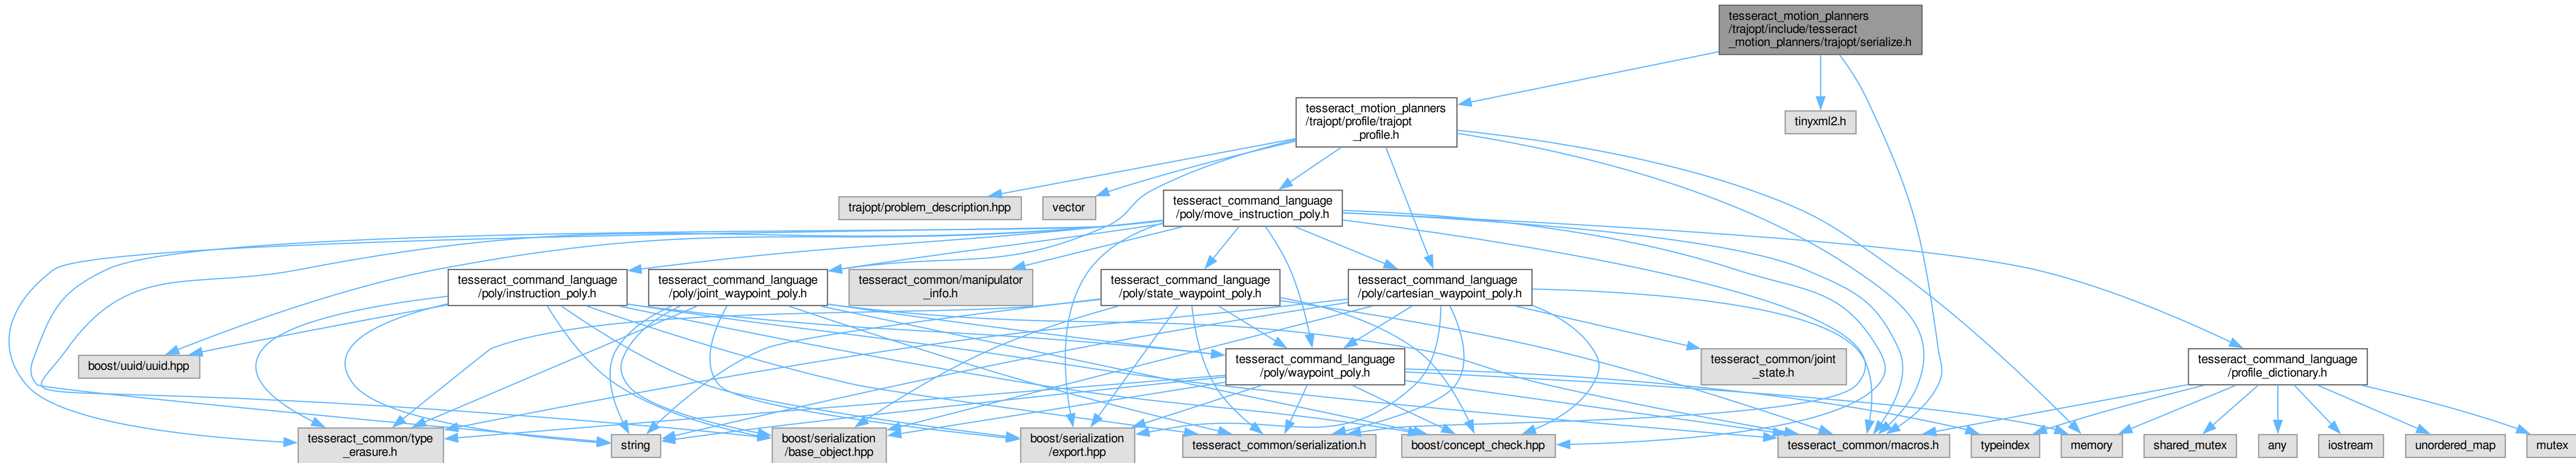 tesseract_motion_planners
/trajopt/include/tesseract
_motion_planners/trajopt/serialize.h
tesseract_motion_planners
/trajopt/profile/trajopt
_profile.h
tinyxml2.h
trajopt/problem_description.hpp
vector
tesseract_command_language
/poly/move_instruction_poly.h
tesseract_command_language
/poly/instruction_poly.h
tesseract_command_language
/poly/joint_waypoint_poly.h
tesseract_common/manipulator
_info.h
tesseract_command_language
/poly/state_waypoint_poly.h
tesseract_command_language
/poly/cartesian_waypoint_poly.h
boost/uuid/uuid.hpp
tesseract_command_language
/poly/waypoint_poly.h
tesseract_common/joint
_state.h
tesseract_command_language
/profile_dictionary.h
tesseract_common/type
_erasure.h
string
boost/serialization
/base_object.hpp
boost/serialization
/export.hpp
tesseract_common/serialization.h
boost/concept_check.hpp
tesseract_common/macros.h
typeindex
memory
shared_mutex
any
iostream
unordered_map
mutex